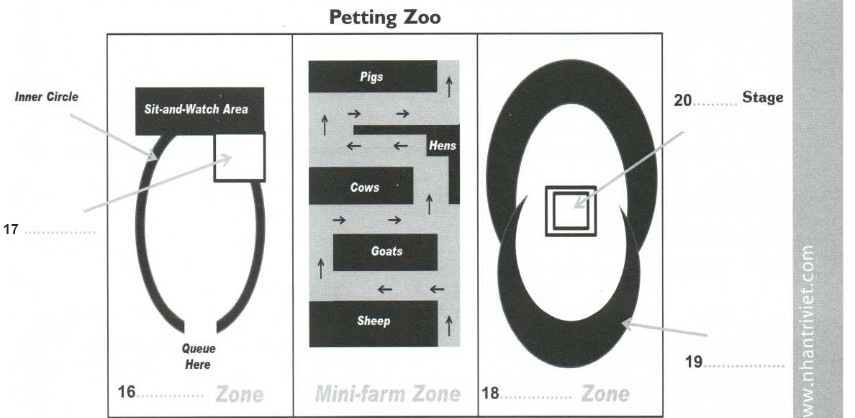 Petting Zoo
Inner Circle
Sit-and-Watch Area
17 ....................
Queue
Here
16.................... Zone
Pigs
Hens
Cows
Goats
Sheep
Mini-farm Zone
20............ Stage
19 ....................
18 .................... Zone
www.nhantriviet.com